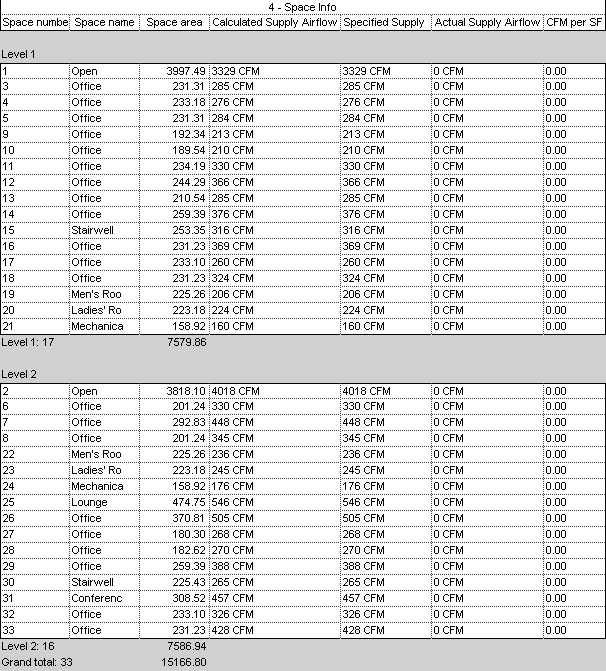 4 - Space Info
Space numbe Space name Space area Calculated Supply Airflow Specified Supply Actual Supply Airflow CFM per SF
Level 1
1 Open 3997.49 3329 CFM 3329 CFM 0 CFM 0.00
3 Office 231.31 285 CFM 285 CFM 0 CFM 0.00
4 Office 233.18 276 CFM 276 CFM 0 CFM 0.00
5 Office 231.31 284 CFM 284 CFM 0 CFM 0.00
9 Office 192.34 213 CFM 213 CFM 0 CFM 0.00
10 Office 189.54 210 CFM 210 CFM 0 CFM 0.00
11 Office 234.19 330 CFM 330 CFM 0 CFM 0.00
12 Office 244.29 366 CFM 366 CFM 0 CFM 0.00
13 Office 210.54 285 CFM 285 CFM 0 CFM 0.00
14 Office 259.39 376 CFM 376 CFM 0 CFM 0.00
15 Stairwell 253.35 316 CFM 316 CFM 0 CFM 0.00
16 Office 231.23 369 CFM 369 CFM 0 CFM 0.00
17 Office 233.10 260 CFM 260 CFM 0 CFM 0.00
18 Office 231.23 324 CFM 324 CFM 0 CFM 0.00
19 Men's Roo 225.26 206 CFM 206 CFM 0 CFM 0.00
20 Ladies' Ro 223.18 224 CFM 224 CFM 0 CFM 0.00
21 Mechanica 158.92 160 CFM 160 CFM 0 CFM 0.00
Level 1: 17 7579.86
Level 2
2 Open 3818.10 4018 CFM 4018 CFM 0 CFM 0.00
6 Office 201.24 330 CFM 330 CFM 0 CFM 0.00
7 Office 292.83 448 CFM 448 CFM 0 CFM 0.00
8 Office 201.24 345 CFM 345 CFM 0 CFM 0.00
22 Men's Roo 225.26 236 CFM 236 CFM 0 CFM 0.00
23 Ladies' Ro 223.18 245 CFM 245 CFM 0 CFM 0.00
24 Mechanica 158.92 176 CFM 176 CFM 0 CFM 0.00
25 Lounge 474.75 546 CFM 546 CFM 0 CFM 0.00
26 Office 370.81 505 CFM 505 CFM 0 CFM 0.00
27 Office 180.30 268 CFM 268 CFM 0 CFM 0.00
28 Office 182.62 270 CFM 270 CFM 0 CFM 0.00
29 Office 259.39 388 CFM 388 CFM 0 CFM 0.00
30 Stairwell 225.43 265 CFM 265 CFM 0 CFM 0.00
31 Conferenc 308.52 457 CFM 457 CFM 0 CFM 0.00
32 Office 233.10 326 CFM 326 CFM 0 CFM 0.00
33 Office 231.23 428 CFM 428 CFM 0 CFM 0.00
Level 2: 16 7586.94
Grand total: 33 15166.80